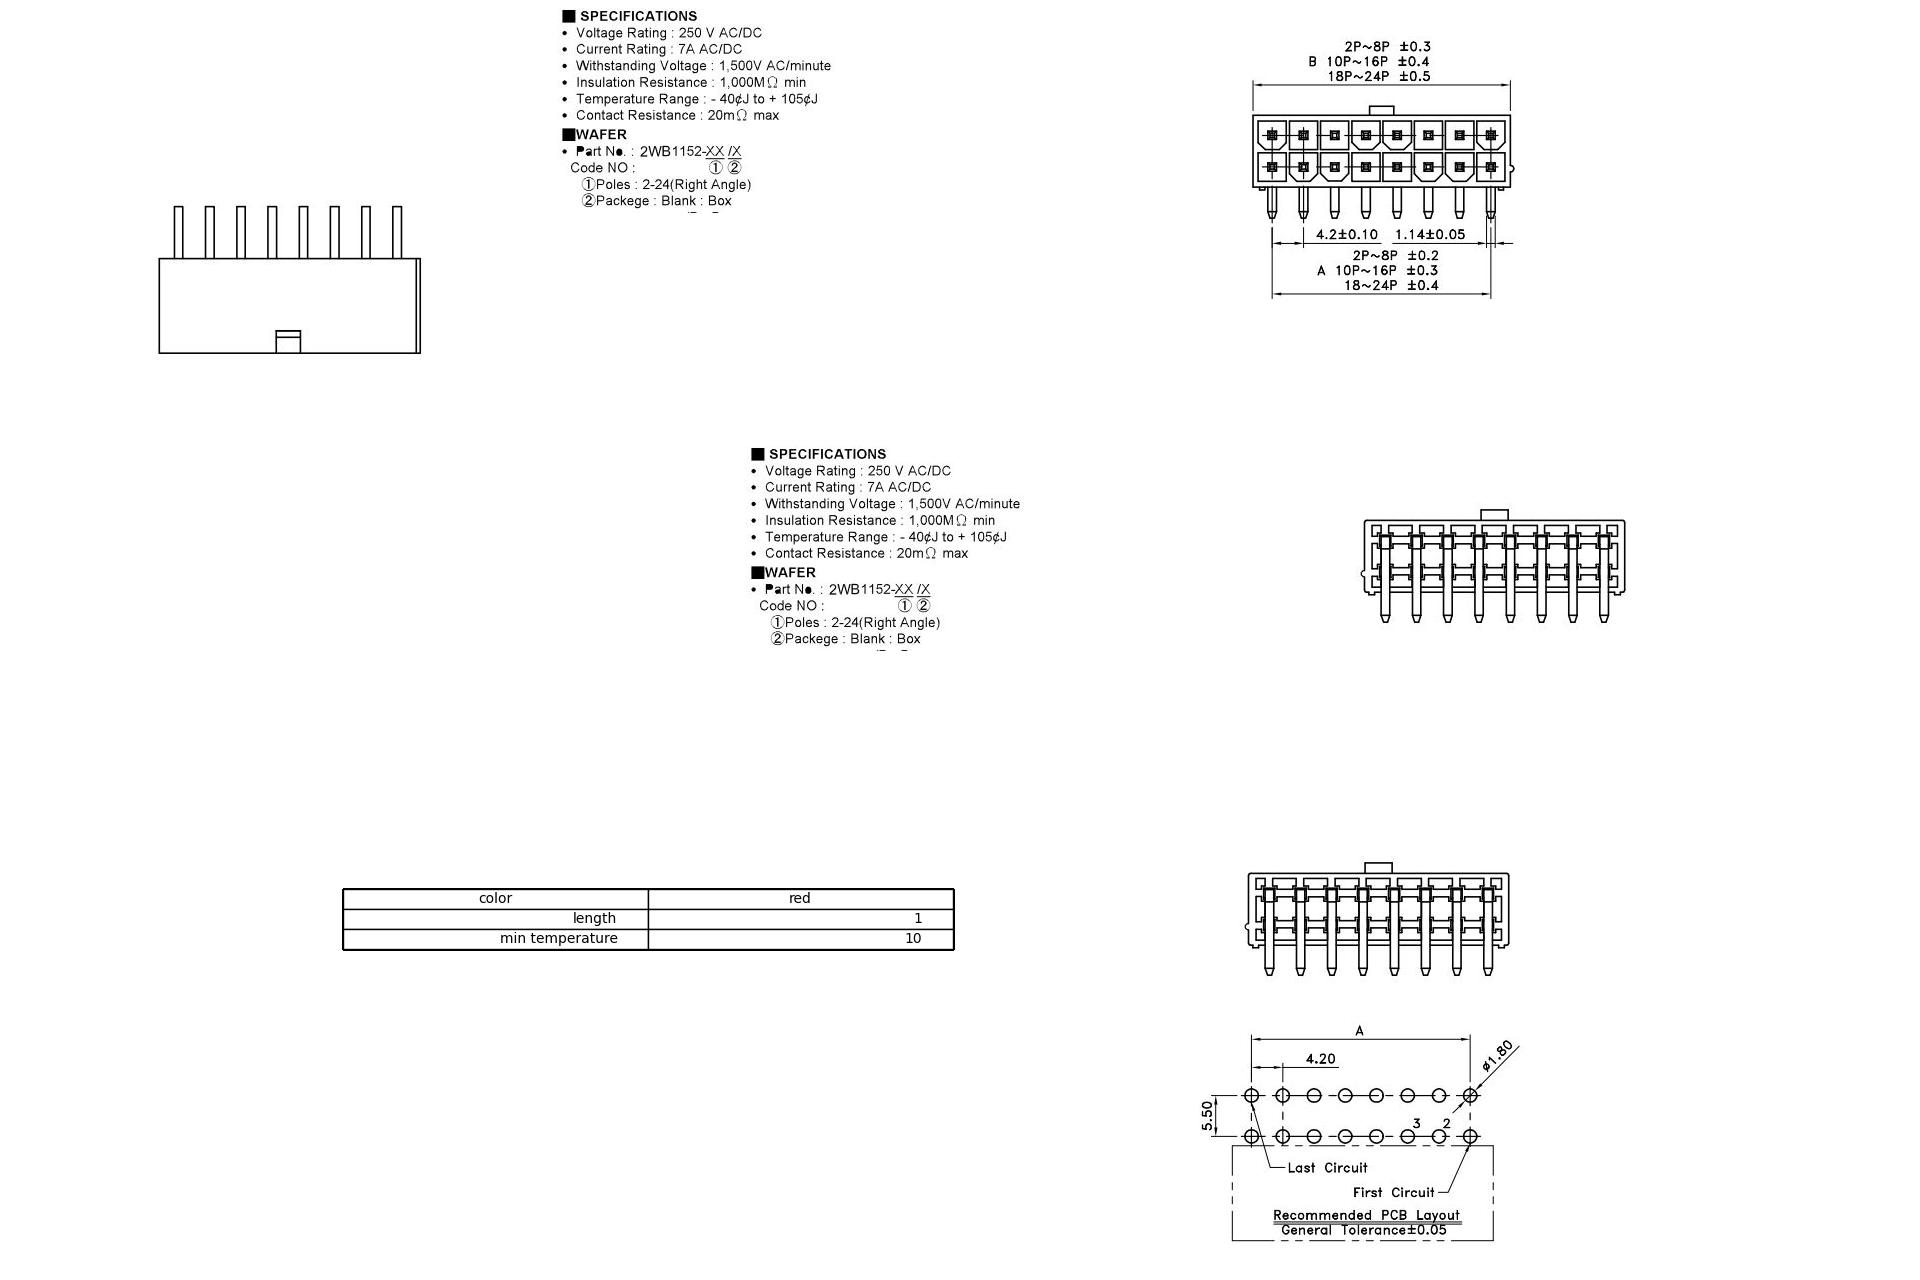 ■ SPECIFICATIONS
• Voltage Rating : 250 V AC/DC
• Current Rating : 7A AC/DC
• Withstanding Voltage : 1,500V AC/minute
• Insulation Resistance : 1,000MΩ min
• Temperature Range : - 40¢J to + 105¢J
• Contact Resistance : 20mΩ max
■WAFER
• Part No. : 2WB1152-XX /X
Code NO : ① ②
①Poles : 2-24(Right Angle)
②Packege : Blank : Box
2P~8P ±0.3
B 10P~16P ±0.4
18P~24P ±0.5
4.2±0.10 1.14±0.05
2P~8P ±0.2
A 10P~16P ±0.3
18~24P ±0.4
■ SPECIFICATIONS
• Voltage Rating : 250 V AC/DC
• Current Rating : 7A AC/DC
• Withstanding Voltage : 1,500V AC/minute
• Insulation Resistance : 1,000MΩ min
• Temperature Range : - 40¢J to + 105¢J
• Contact Resistance : 20mΩ max
■WAFER
• Part No. : 2WB1152-XX /X
Code NO : ① ②
①Poles : 2-24(Right Angle)
②Packege : Blank : Box
color red
length 1
min temperature 10
A
4.20
ø1.80
5.50
3 2
Last Circuit
First Circuit
Recommended PCB Layout
General Tolerance±0.05